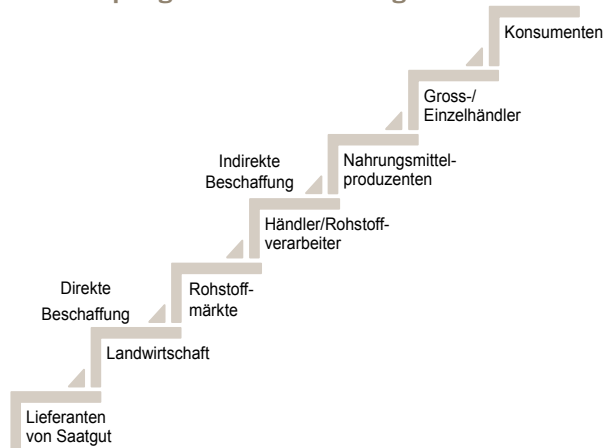 Konsumenten
Gross-/
Einzelhändler
Indirekte
Beschaffung
Nahrungsmittel-
produzenten
Händler/Rohstoff-
verarbeiter
Direkte
Beschaffung
Rohstoff-
märkte
Landwirtschaft
Lieferanten
von Saatgut